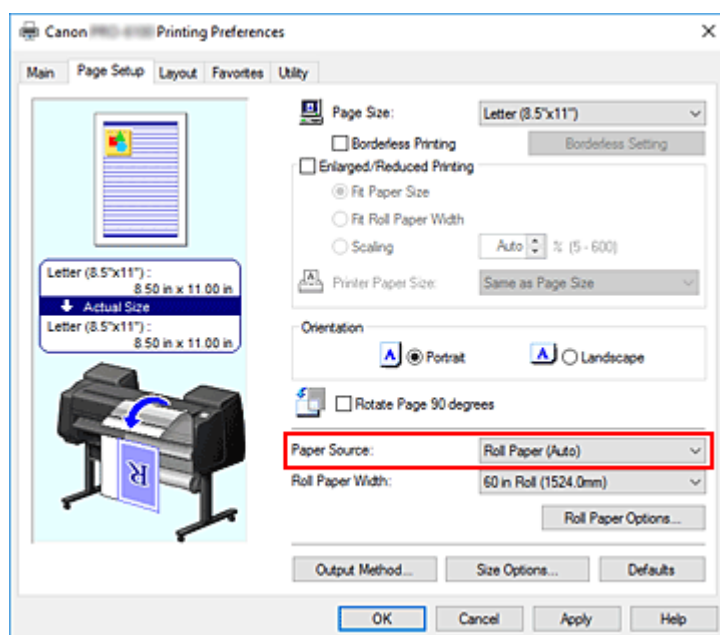 Canon Printing Preferences
Main Page Setup Layout Favorites Utility
Page Size: Letter (8.5"x11")
Borderless Printing Borderless Setting
Enlarged/Reduced Printing
Fit Paper Size
Fit Roll Paper Width
Scaling Auto % (5 - 600)
Printer Paper Size: Same as Page Size
Letter (8.5"x11") :
8.50 in x 11.00 in
Actual Size
Letter (8.5"x11") :
8.50 in x 11.00 in
Orientation
A Portrait A Landscape
Rotate Page 90 degrees
Paper Source: Roll Paper (Auto)
Roll Paper Width: 60 in Roll (1524.0mm)
Roll Paper Options...
R
Output Method... Size Options... Defaults
OK Cancel Apply Help